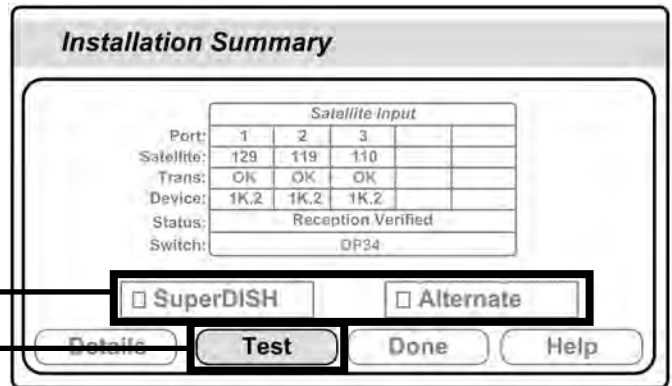 Installation Summary
Satellite Input
Port: 1 2 3
Satellite: 129 119 110
Trans: OK OK OK
Device: 1K.2 1K.2 1K.2
Status: Reception Verified
Switch: DP34
SuperDISH Alternate
Details Test Done Help